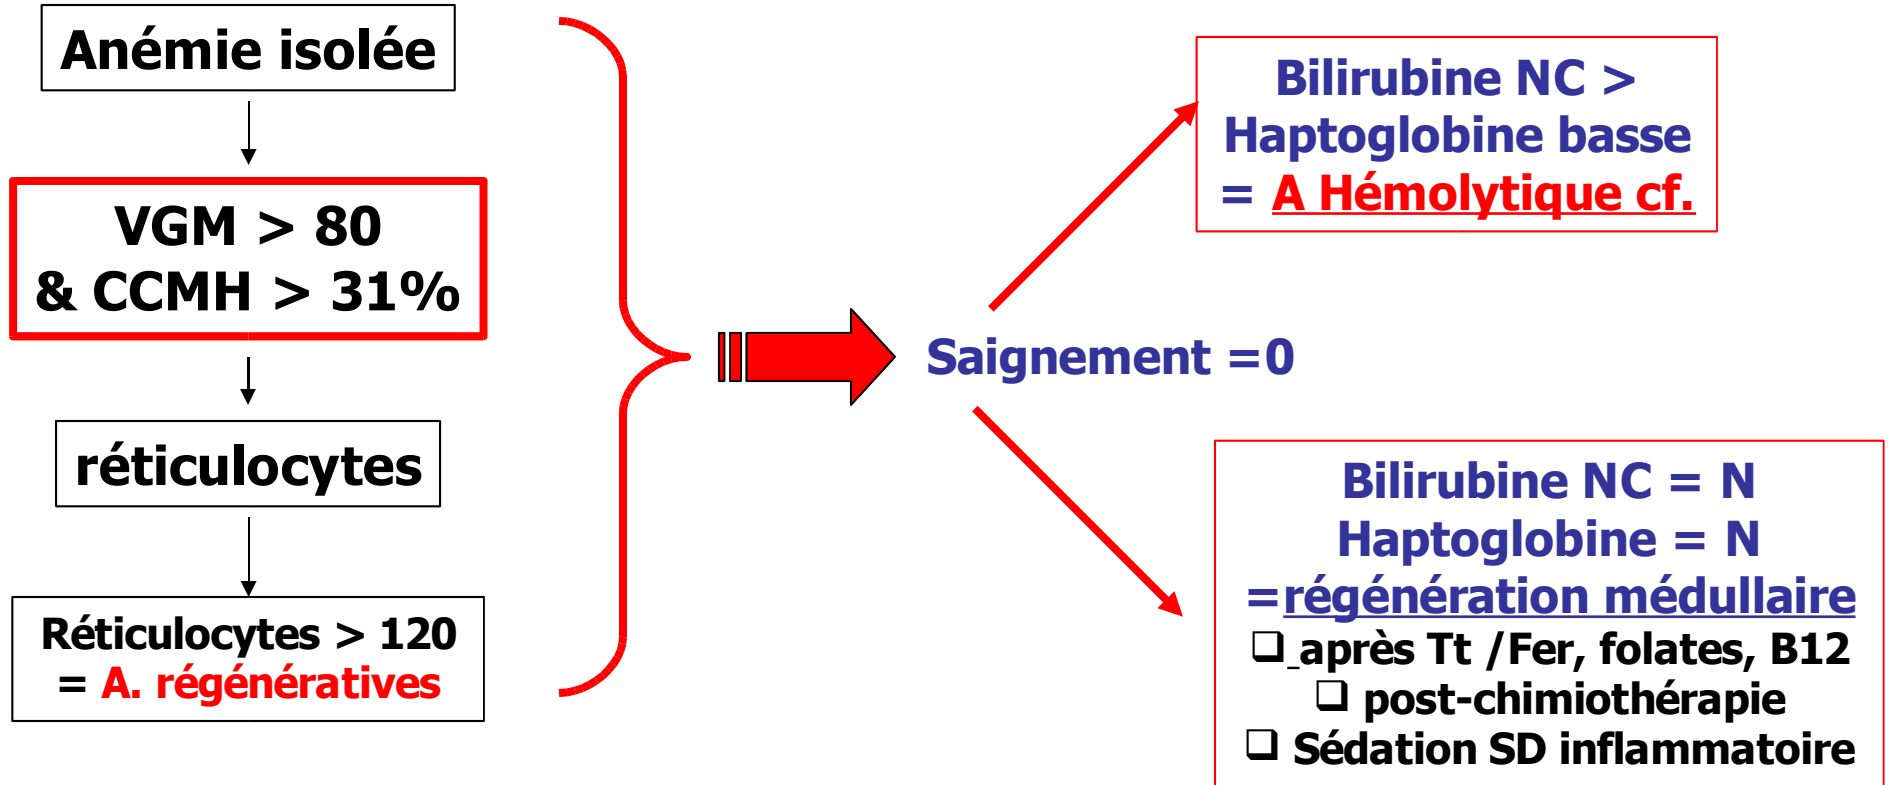 Anémie isolée
VGM > 80
& CCMH > 31%
réticulocytes
Réticulocytes > 120
= A. régénératives
Saignement =0
Bilirubine NC >
Haptoglobine basse
= A Hémolytique cf.
Bilirubine NC = N
Haptoglobine = N
=régénération médullaire
❑ après Tt /Fer, folates, B12
❑ post-chimiothérapie
❑ Sédation SD inflammatoire